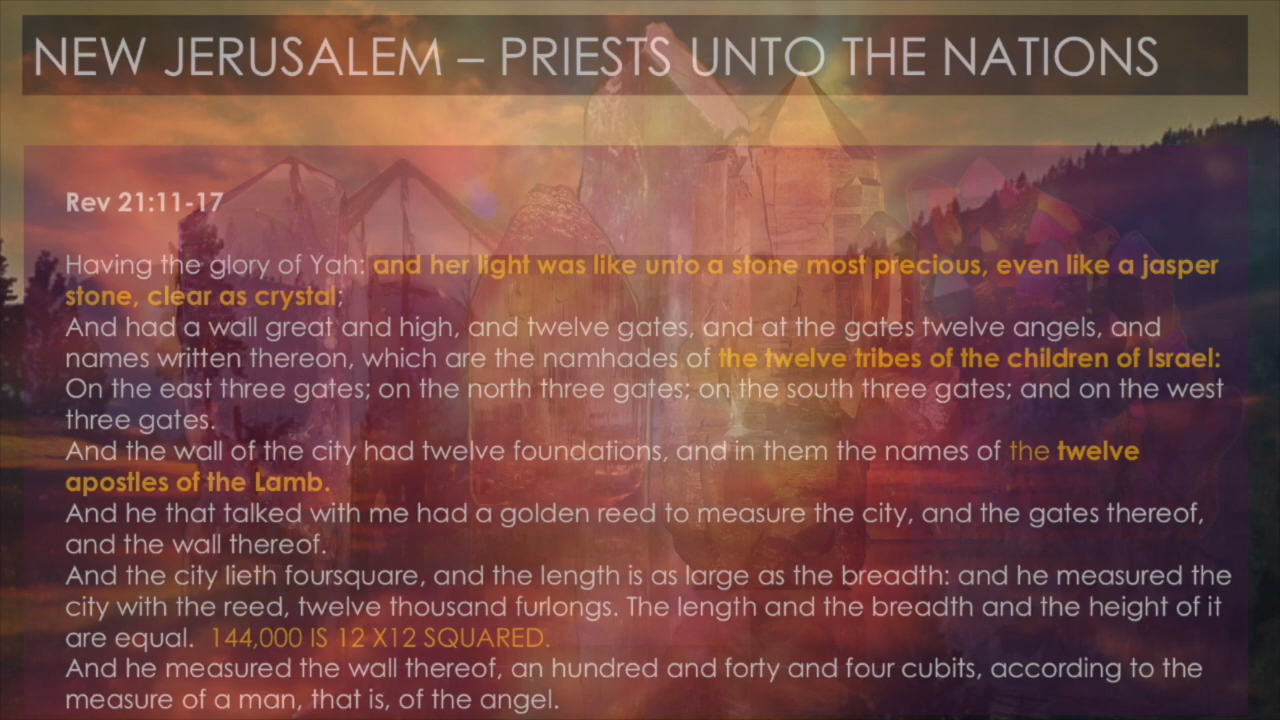 NEW JERUSALEM – PRIESTS UNTO THE NATIONS
Rev 21:11-17
Having the glory of Yah: and her light was like unto a stone most precious, even like a jasper
stone, clear as crystal;
And had a wall great and high, and twelve gates, and at the gates twelve angels, and
names written thereon, which are the namhades of the twelve tribes of the children of Israel:
On the east three gates; on the north three gates; on the south three gates; and on the west
three gates.
And the wall of the city had twelve foundations, and in them the names of the twelve
apostles of the Lamb.
And he that talked with me had a golden reed to measure the city, and the gates thereof,
and the wall thereof.
And the city lieth foursquare, and the length is as large as the breadth: and he measured the
city with the reed, twelve thousand furlongs. The length and the breadth and the height of it
are equal.  144,000 IS 12 X12 SQUARED.
And he measured the wall thereof, an hundred and forty and four cubits, according to the
measure of a man, that is, of the angel.